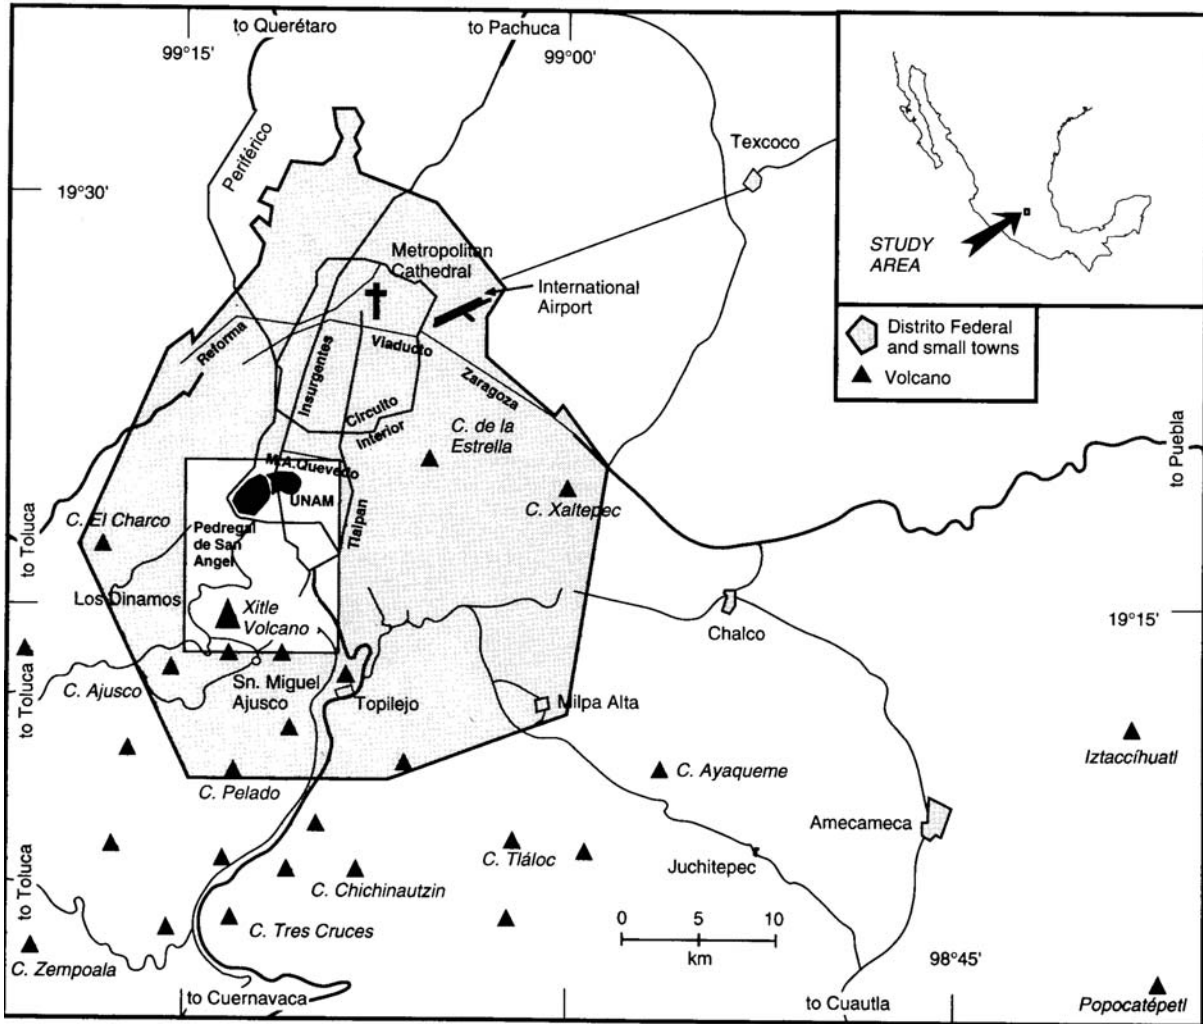 to Querétaro
to Pachuca
99°15'
99°00'
Periférico
Texcoco
19°30'
STUDY
AREA
Metropolitan
Cathedral
International
Airport
Distrito Federal
and small towns
Volcano
Reforma
Insurgentes
Viaducto
Zaragoza
Circuito
Interior
C. de la
Estrella
M.A.Quevedo
to Puebla
UNAM
C. Xaltepec
C. El Charco
Tlalpan
Pedregal
de San
Angel
to Toluca
Los Dinamos
Xitle
Volcano
19°15'
Chalco
to Toluca
C. Ajusco
Sn. Miguel
Ajusco
Topilejo
Milpa Alta
Iztaccíhuatl
C. Pelado
C. Ayaqueme
Amecameca
C. Tláloc
Juchitepec
to Toluca
C. Chichinautzin
0 5 10
km
C. Tres Cruces
98°45'
C. Zempoala
to Cuernavaca
to Cuautla
Popocatépetl